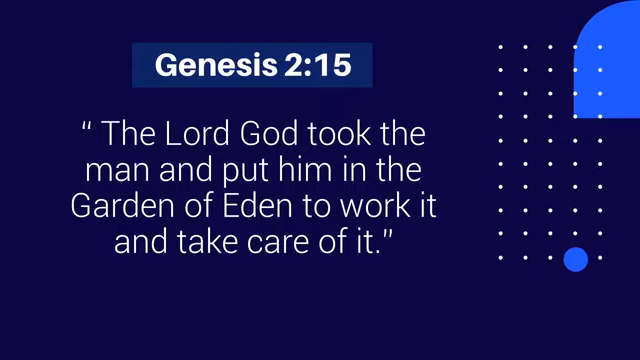 Genesis 2:15
“ The Lord God took the
man and put him in the
Garden of Eden to work it
and take care of it.”